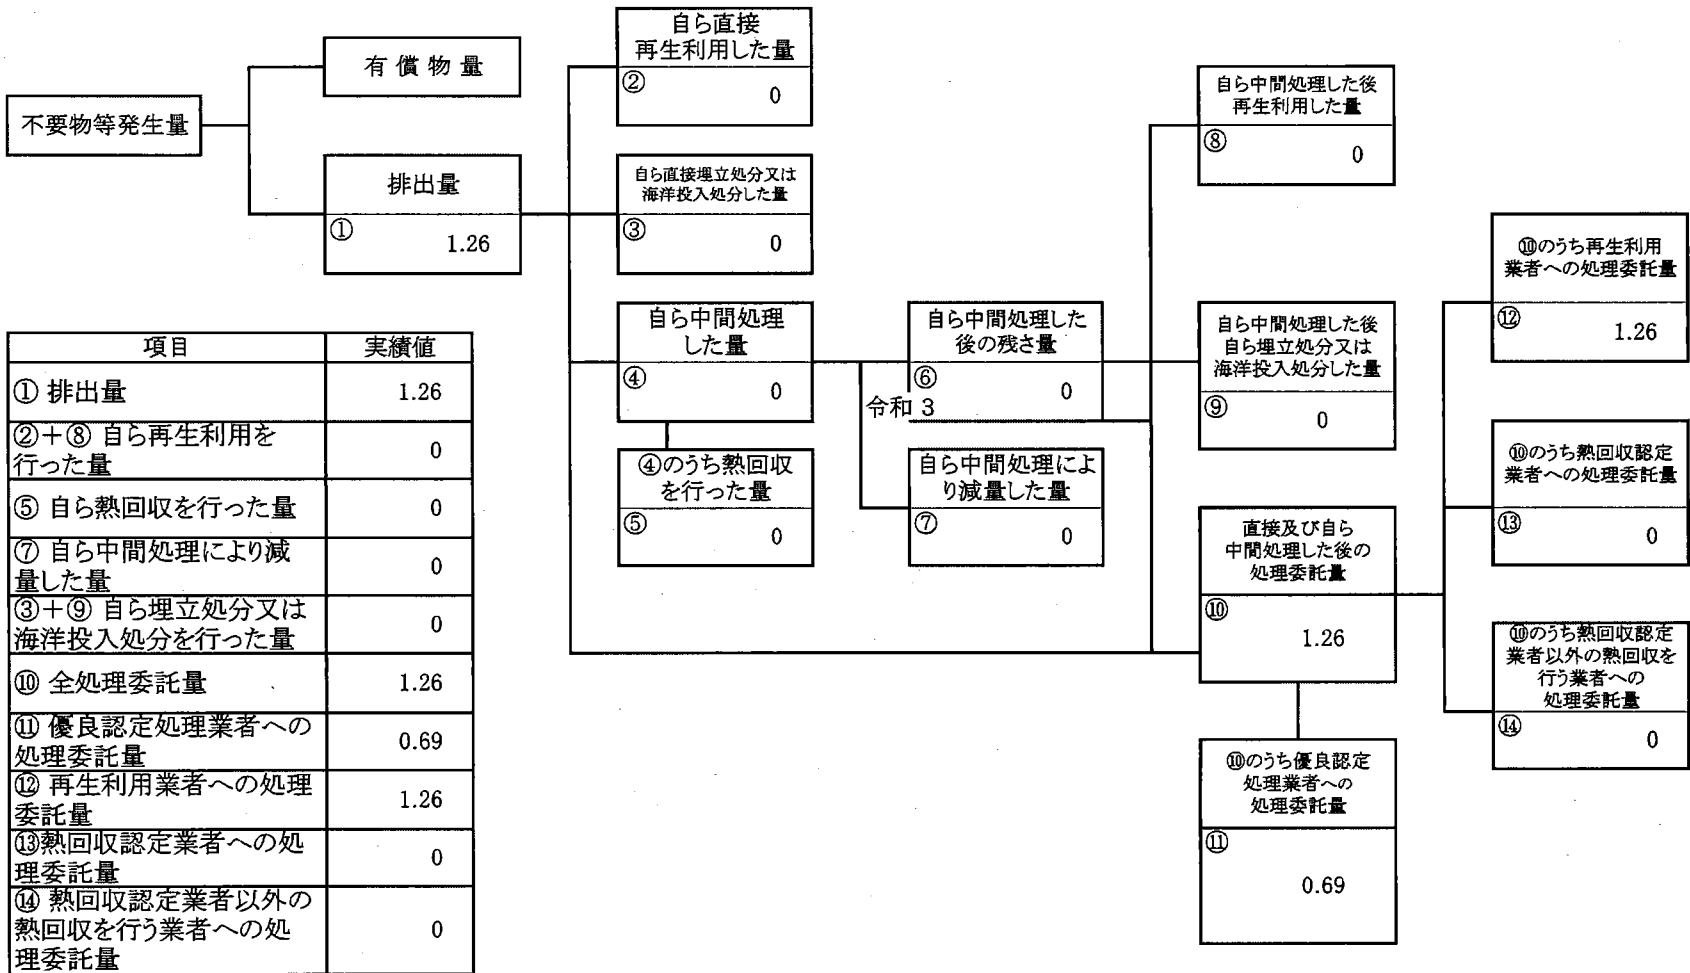 不要物等発生量
有償物量
排出量
①
1.26
自ら直接
再生利用した量
②
0
自ら直接埋立処分又は
海洋投入処分した量
③
0
自ら中間処理
した量
④
0
④のうち熱回収
を行った量
⑤
0
自ら中間処理した
後の残さ量
⑥
0
令和 3
自ら中間処理によ
り減量した量
⑦
0
自ら中間処理した後
再生利用した量
⑧
0
自ら中間処理した後
自ら埋立処分又は
海洋投入処分した量
⑨
0
直接及び自ら
中間処理した後の
処理委託量
⑩
1.26
⑩のうち優良認定
処理業者への
処理委託量
⑪
0.69
⑩のうち再生利用
業者への処理委託量
⑫
1.26
⑩のうち熱回収認定
業者への処理委託量
⑬
0
⑩のうち熱回収認定
業者以外の熱回収を
行う業者への
処理委託量
⑭
0
項目 実績値
① 排出量 1.26
②+⑧ 自ら再生利用を
行った量 0
⑤ 自ら熱回収を行った量 0
⑦ 自ら中間処理により減
量した量 0
③+⑨ 自ら埋立処分又は
海洋投入処分を行った量 0
⑩ 全処理委託量 1.26
⑪ 優良認定処理業者への
処理委託量 0.69
⑫ 再生利用業者への処理
委託量 1.26
⑬熱回収認定業者への処
理委託量 0
⑭ 熱回収認定業者以外の
熱回収を行う業者への処
理委託量 0